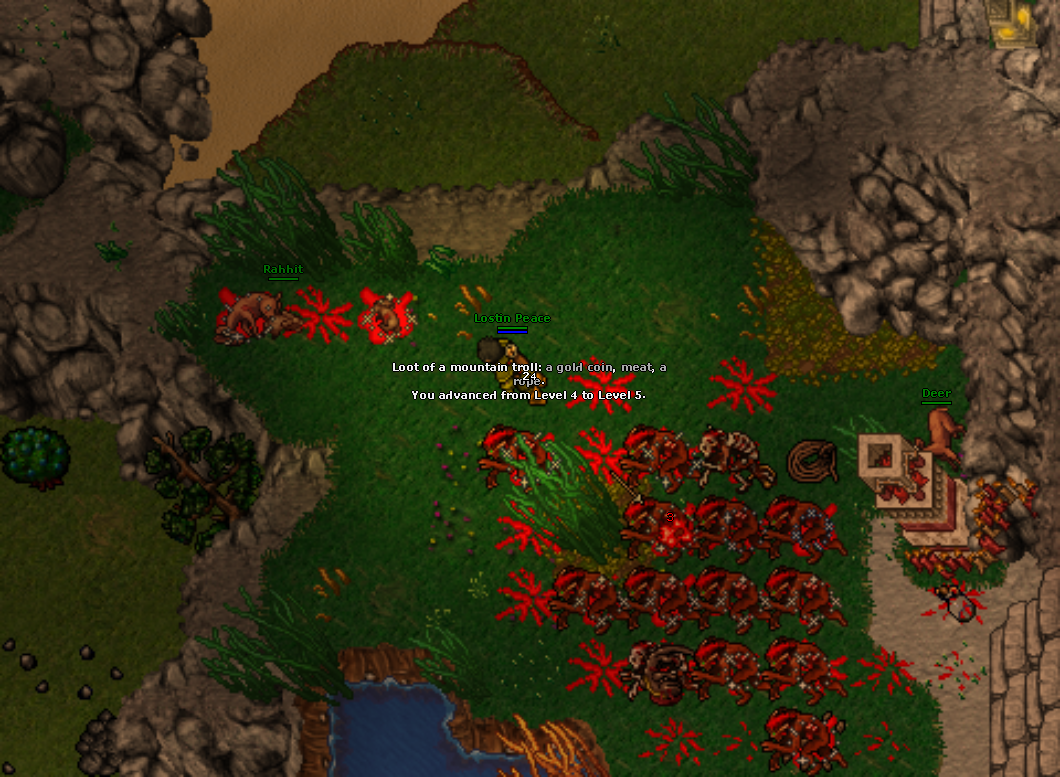 Rabbit
Lostin Peace
Loot of a mountain troll: a gold coin, meat, a
rope.
24
You advanced from Level 4 to Level 5.
Deer